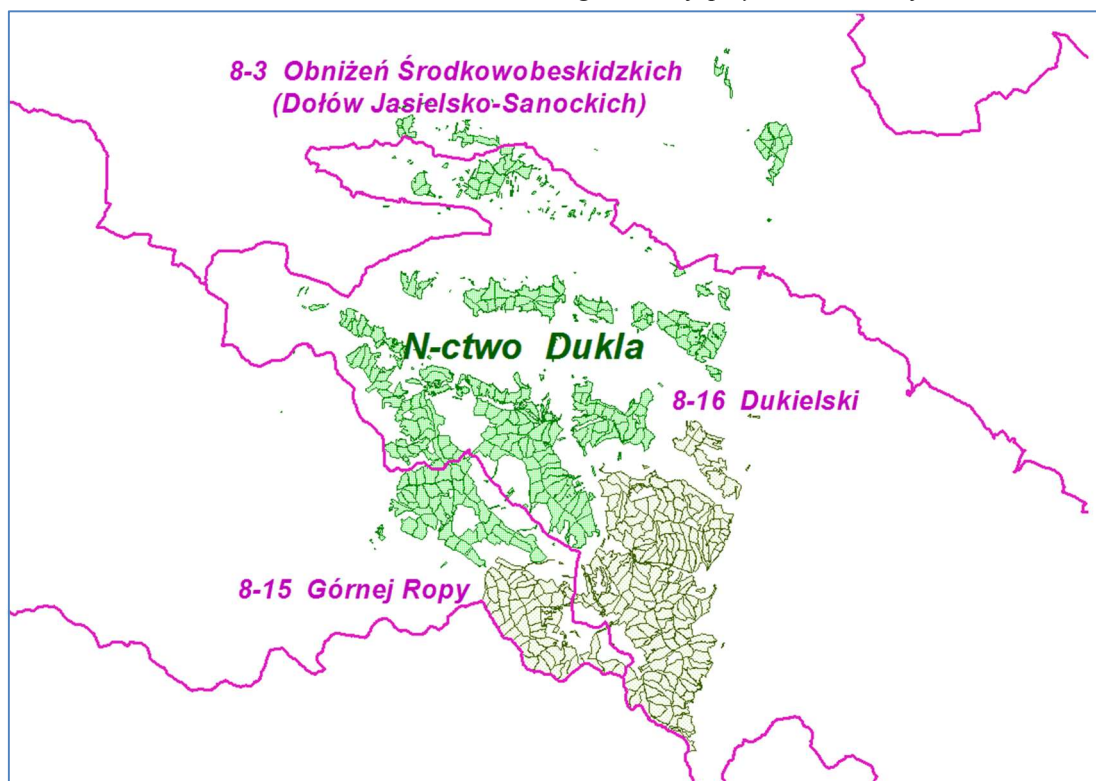 8-3 Obniżeń Środkowobeskidzkich
(Dołów Jasielsko-Sanockich)
N-ctwo Dukla
8-16 Dukielski
8-15 Górnej Ropy